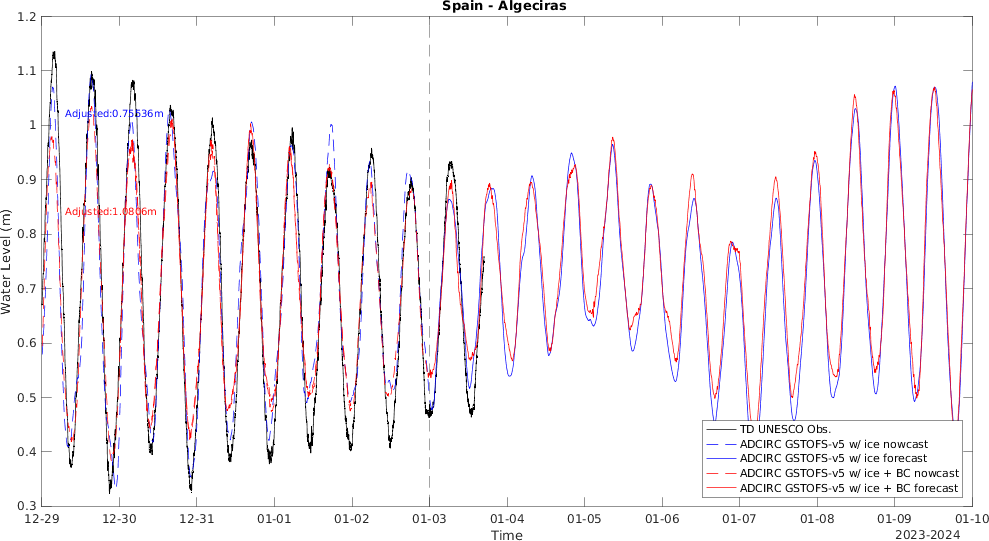 Spain - Algeciras
1.2
1.1
1
0.9
0.8
0.7
0.6
0.5
0.4
0.3
Water Level (m)
Adjusted:0.75636m
Adjusted:1.0806m
TD UNESCO Obs.
ADCIRC GSTOFS-v5 w/ ice nowcast
ADCIRC GSTOFS-v5 w/ ice forecast
ADCIRC GSTOFS-v5 w/ ice + BC nowcast
ADCIRC GSTOFS-v5 w/ ice + BC forecast
12-29 12-30 12-31 01-01 01-02 01-03 01-04 01-05 01-06 01-07 01-08 01-09 01-10
Time
2023-2024